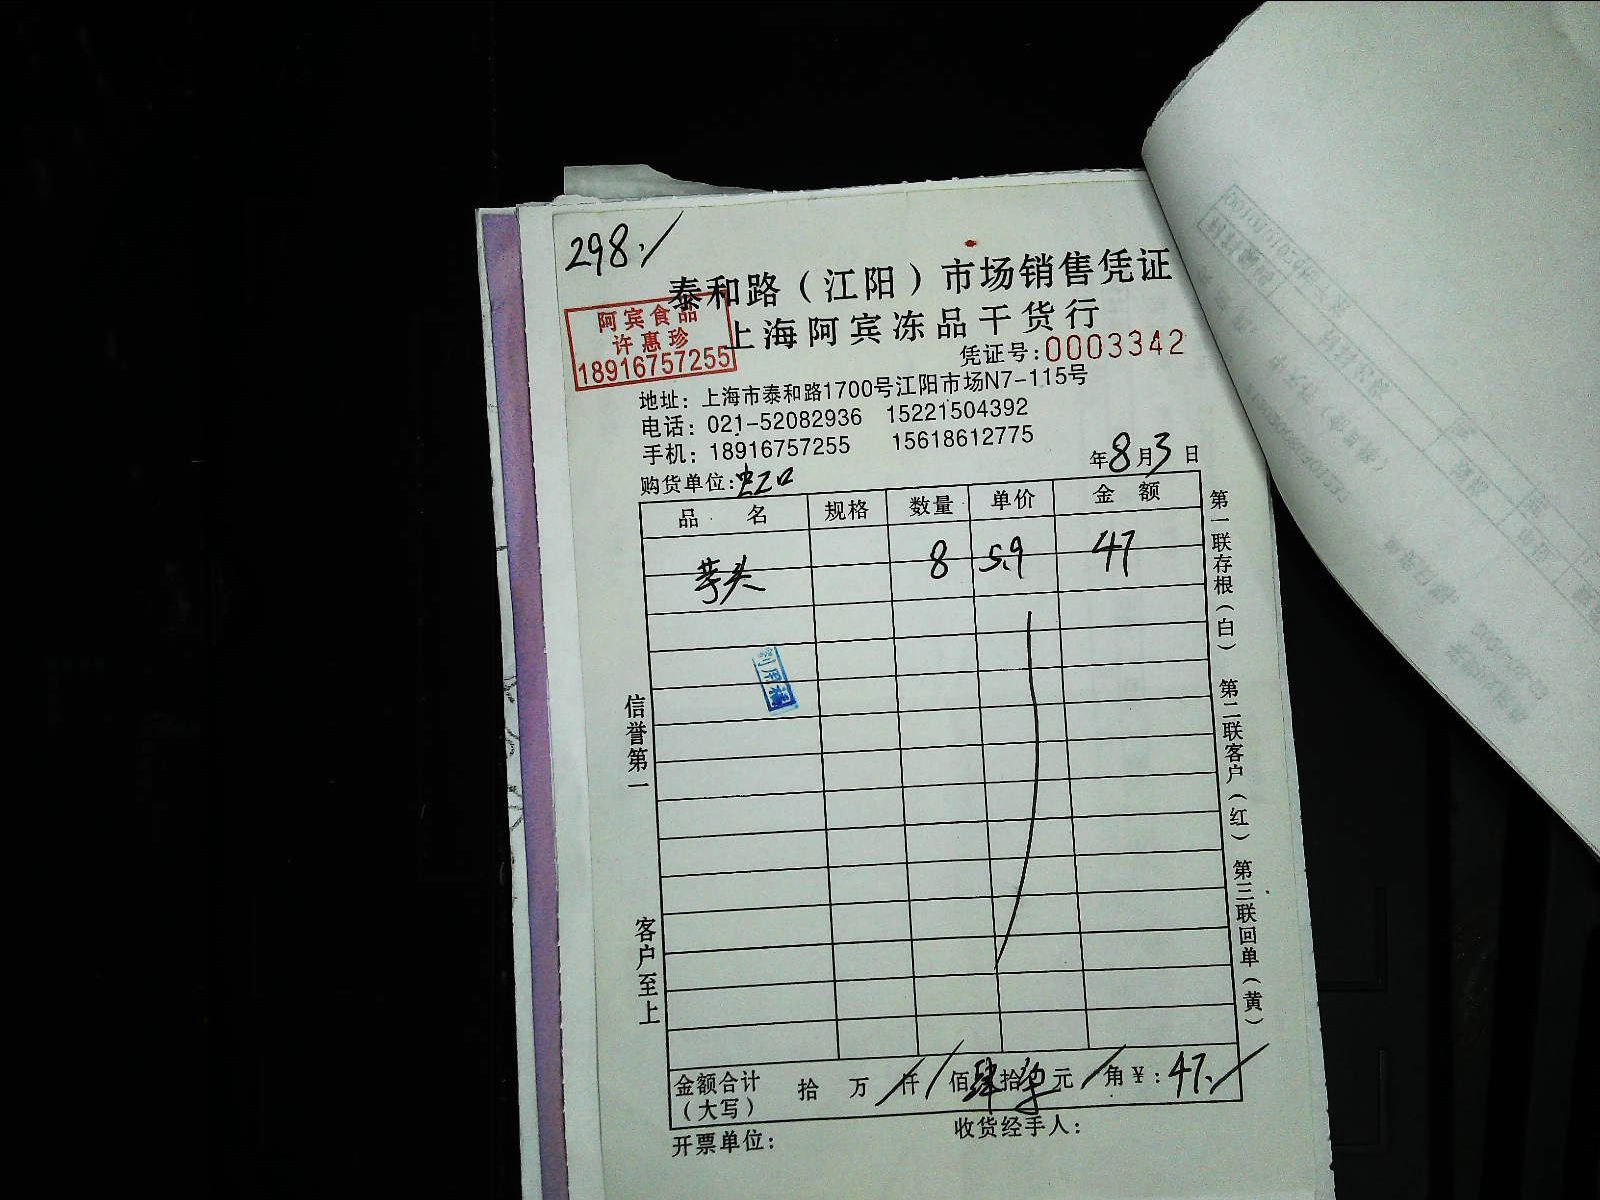 298./
泰和路（江阳）市场销售凭证
上海阿宾冻品干货行
阿宾食品
许惠珍
18916757255
凭证号:0003342
地址：上海市泰和路1700号江阳市场N7-115号
电话：021-52082936 15221504392
手机：18916757255 15618612775
年8月3日
购货单位:虹口
品名 规格 数量 单价 金额
芋头 8 5.9 47
信誉第一
客户至上
第一联存根（白） 第二联客户（红） 第三联回单（黄）
金额合计（大写） 拾 万 仟 佰肆拾柒元 角￥:47./
开票单位： 收货经手人：